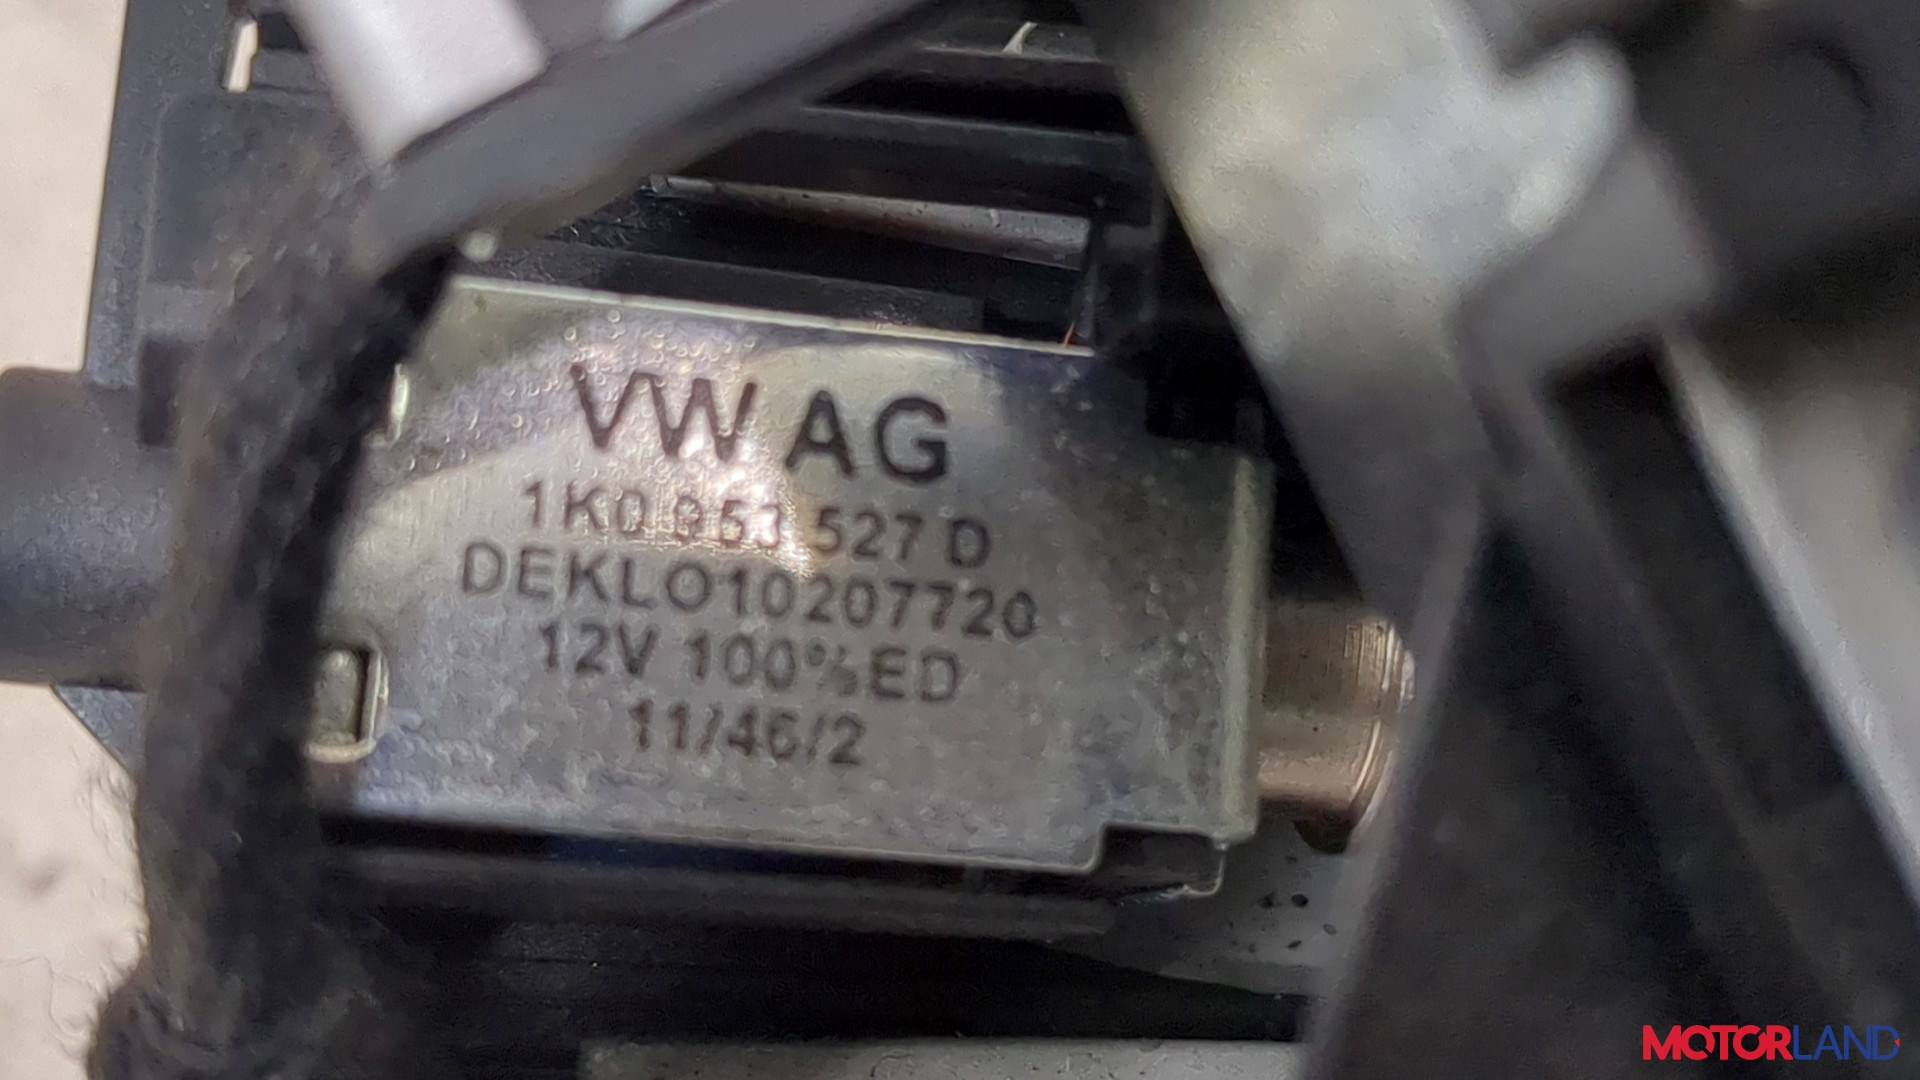 VW AG
1K0 953 527 D
DEKLO10207720
12V 100%ED
11/46/2
MOTORLAND